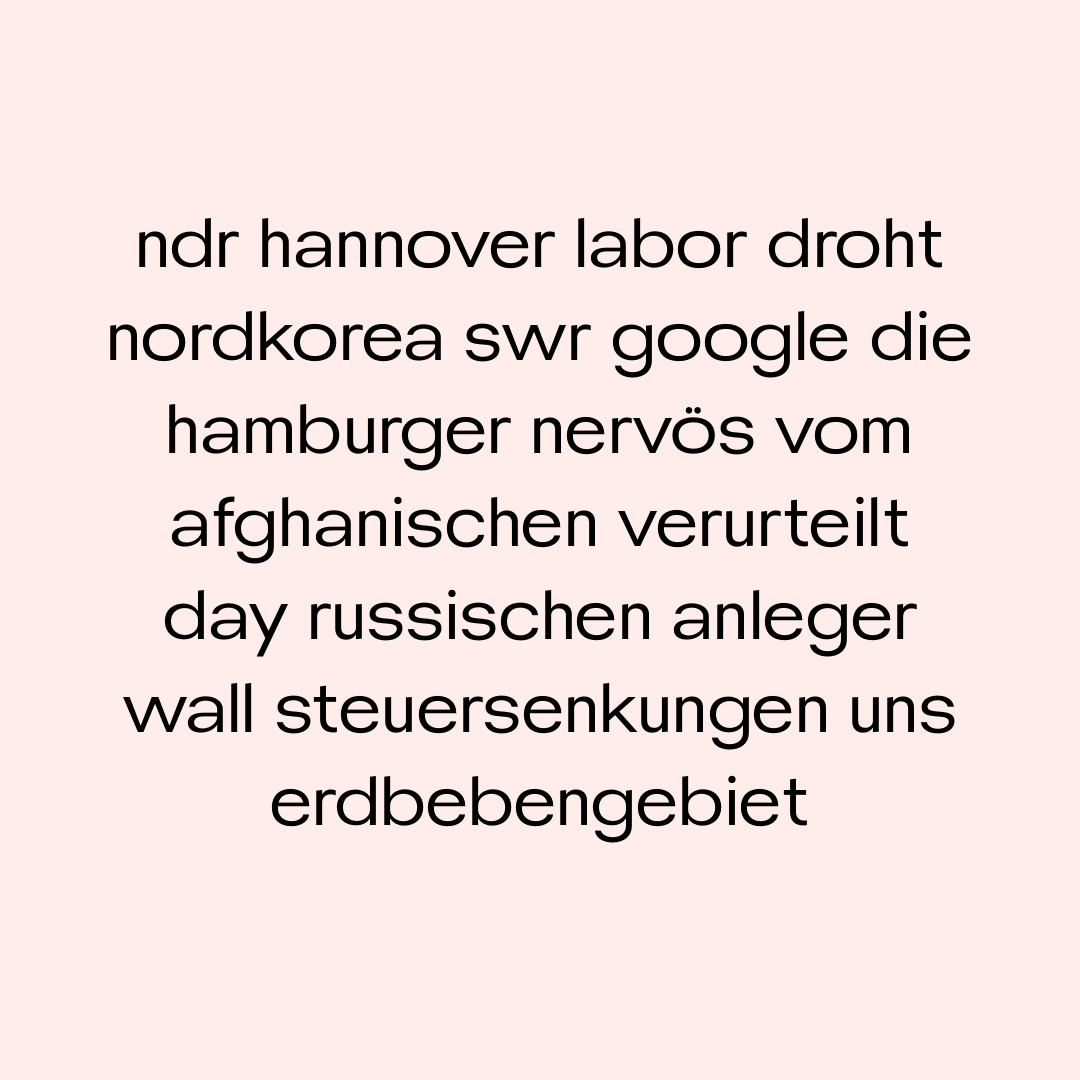 ndr hannover labor droht
nordkorea swr google die
hamburger nervös vom
afghanischen verurteilt
day russischen anleger
wall steuersenkungen uns
erdbebengebiet